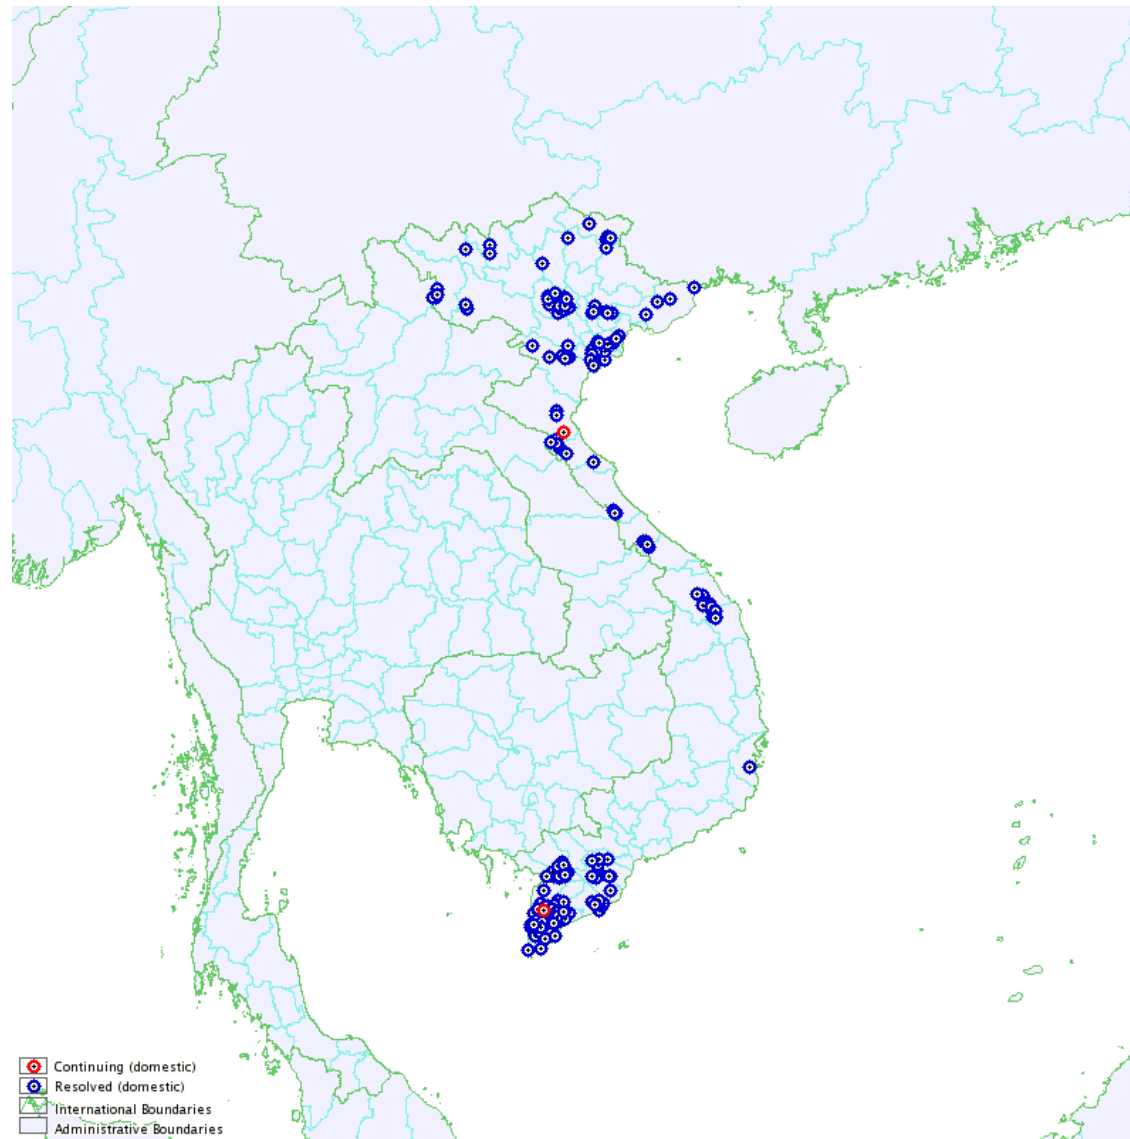 Continuing (domestic)
Resolved (domestic)
International Boundaries
Administrative Boundaries